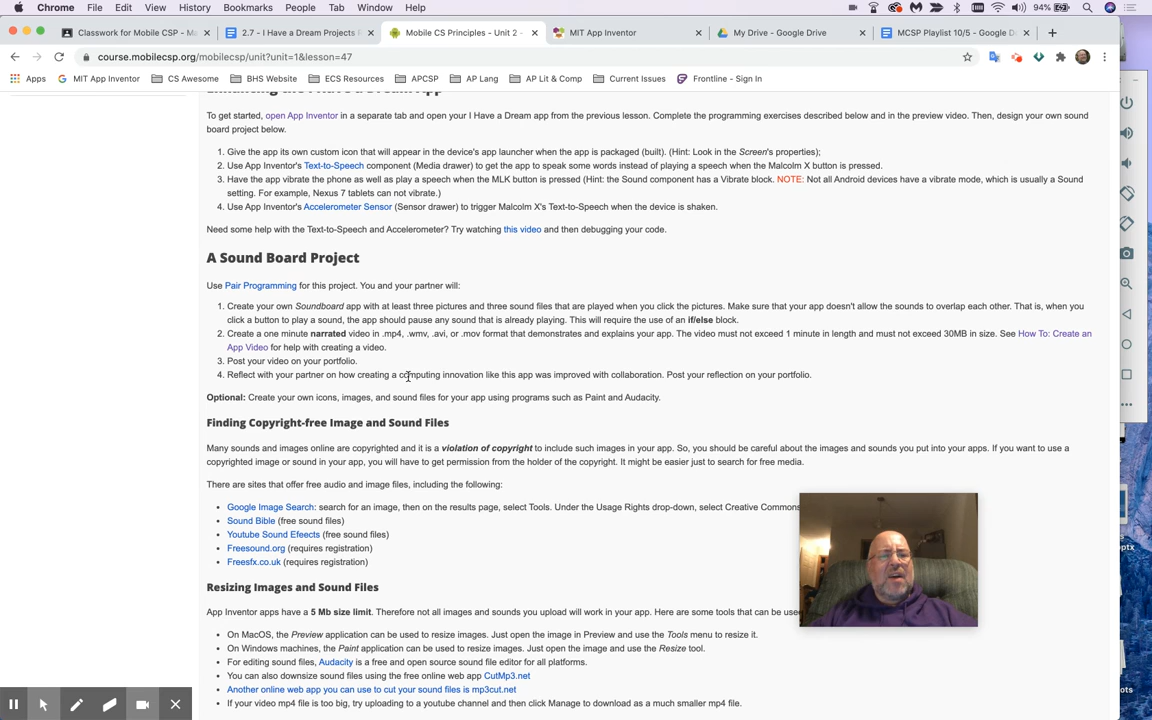 Chrome File Edit View History Bookmarks People Tab Window Help 94%
Classwork for Mobile CSP - M
2.7 - I Have a Dream Projects
Mobile CS Principles - Unit 2 -
MIT App Inventor
My Drive - Google Drive
MCSP Playlist 10/5 - Google D
course.mobilecsp.org/mobilecsp/unit?unit=1&lesson=47
Apps MIT App Inventor CS Awesome BHS Website ECS Resources APCSP AP Lang AP Lit & Comp Current Issues Frontline - Sign In
Enhancing the I Have a Dream App
To get started, open App Inventor in a separate tab and open your I Have a Dream app from the previous lesson. Complete the programming exercises described below and in the preview video. Then, design your own sound
board project below.
1. Give the app its own custom icon that will appear in the device's app launcher when the app is packaged (built). (Hint: Look in the Screen's properties);
2. Use App Inventor's Text-to-Speech component (Media drawer) to get the app to speak some words instead of playing a speech when the Malcolm X button is pressed.
3. Have the app vibrate the phone as well as play a speech when the MLK button is pressed (Hint: the Sound component has a Vibrate block. NOTE: Not all Android devices have a vibrate mode, which is usually a Sound
setting. For example, Nexus 7 tablets can not vibrate.)
4. Use App Inventor's Accelerometer Sensor (Sensor drawer) to trigger Malcolm X's Text-to-Speech when the device is shaken.
Need some help with the Text-to-Speech and Accelerometer? Try watching this video and then debugging your code.
A Sound Board Project
Use Pair Programming for this project. You and your partner will:
1. Create your own Soundboard app with at least three pictures and three sound files that are played when you click the pictures. Make sure that your app doesn't allow the sounds to overlap each other. That is, when you
click a button to play a sound, the app should pause any sound that is already playing. This will require the use of an if/else block.
2. Create a one minute narrated video in .mp4, .wmv, .avi, or .mov format that demonstrates and explains your app. The video must not exceed 1 minute in length and must not exceed 30MB in size. See How To: Create an
App Video for help with creating a video.
3. Post your video on your portfolio.
4. Reflect with your partner on how creating a computing innovation like this app was improved with collaboration. Post your reflection on your portfolio.
Optional: Create your own icons, images, and sound files for your app using programs such as Paint and Audacity.
Finding Copyright-free Image and Sound Files
Many sounds and images online are copyrighted and it is a violation of copyright to include such images in your app. So, you should be careful about the images and sounds you put into your apps. If you want to use a
copyrighted image or sound in your app, you will have to get permission from the holder of the copyright. It might be easier just to search for free media.
There are sites that offer free audio and image files, including the following:
Google Image Search: search for an image, then on the results page, select Tools. Under the Usage Rights drop-down, select Creative Commons
Sound Bible (free sound files)
Youtube Sound Efeects (free sound files)
Freesound.org (requires registration)
Freesfx.co.uk (requires registration)
Resizing Images and Sound Files
App Inventor apps have a 5 Mb size limit. Therefore not all images and sounds you upload will work in your app. Here are some tools that can be used
On MacOS, the Preview application can be used to resize images. Just open the image in Preview and use the Tools menu to resize it.
On Windows machines, the Paint application can be used to resize images. Just open the image and use the Resize tool.
For editing sound files, Audacity is a free and open source sound file editor for all platforms.
You can also downsize sound files using the free online web app CutMp3.net
Another online web app you can use to cut your sound files is mp3cut.net
If your video mp4 file is too big, try uploading to a youtube channel and then click Manage to download as a much smaller mp4 file.